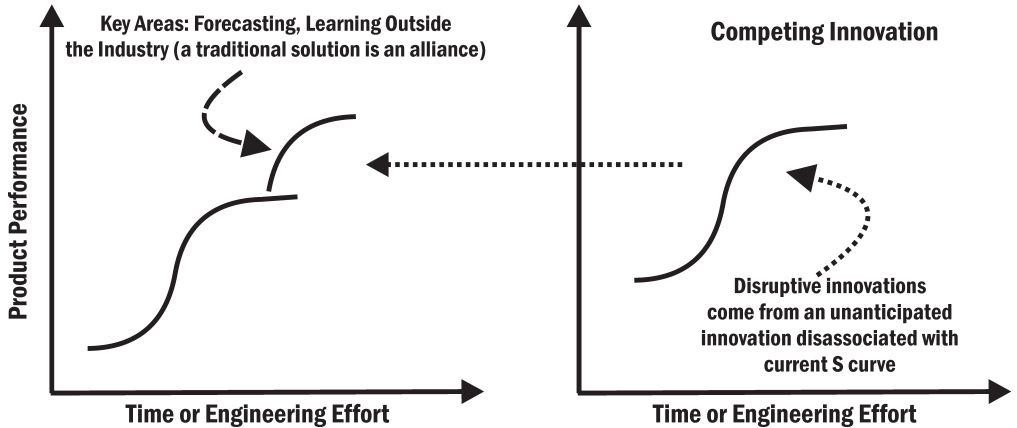 Key Areas: Forecasting, Learning Outside
the Industry (a traditional solution is an alliance)
Product Performance
Time or Engineering Effort
Competing Innovation
Disruptive innovations
come from an unanticipated
innovation disassociated with
current S curve
Time or Engineering Effort